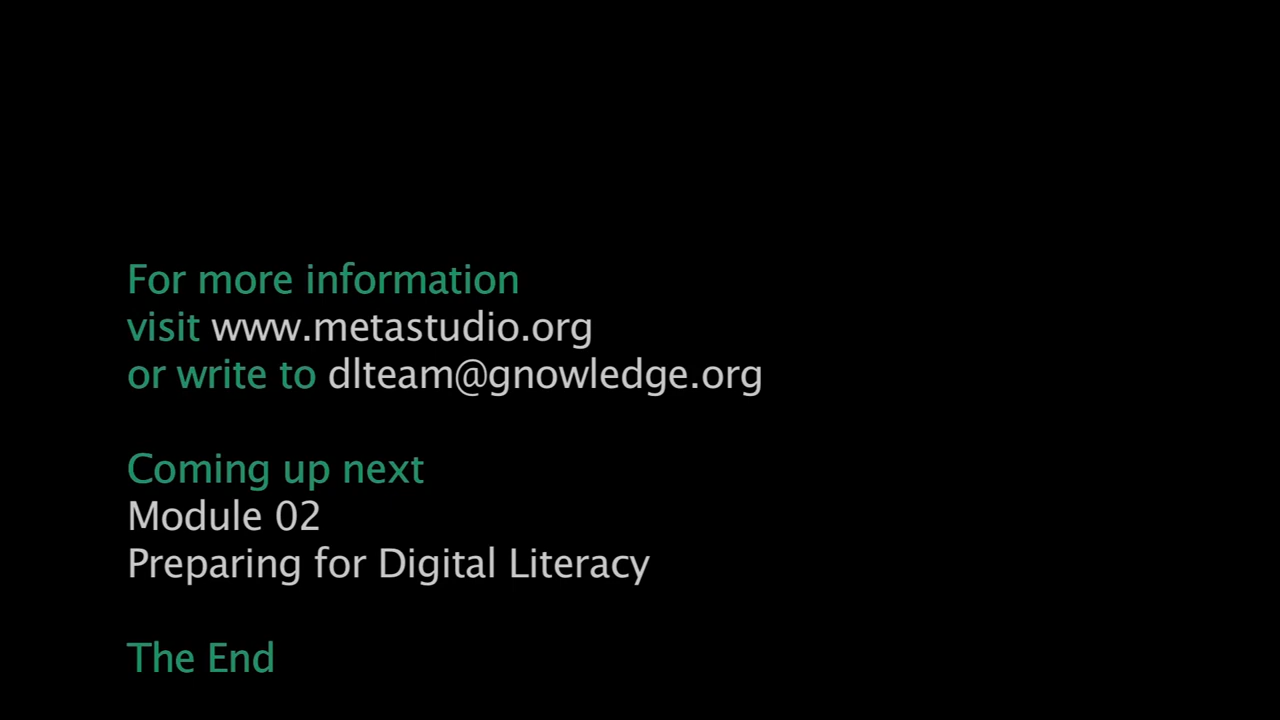 For more information
visit www.metastudio.org
or write to dlteam@gnowledge.org
Coming up next
Module 02
Preparing for Digital Literacy
The End